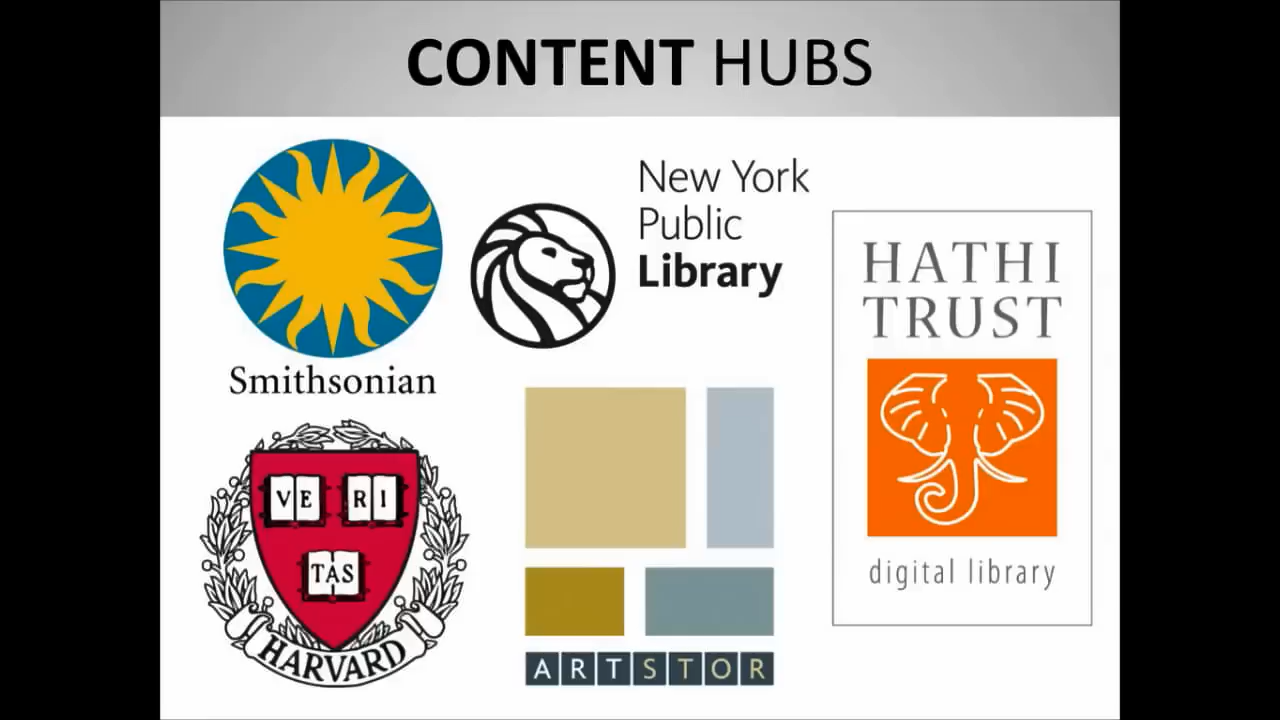 CONTENT HUBS
Smithsonian
New York
Public
Library
HATHI
TRUST
digital library
VE RI
TAS
HARVARD
ARTSTOR